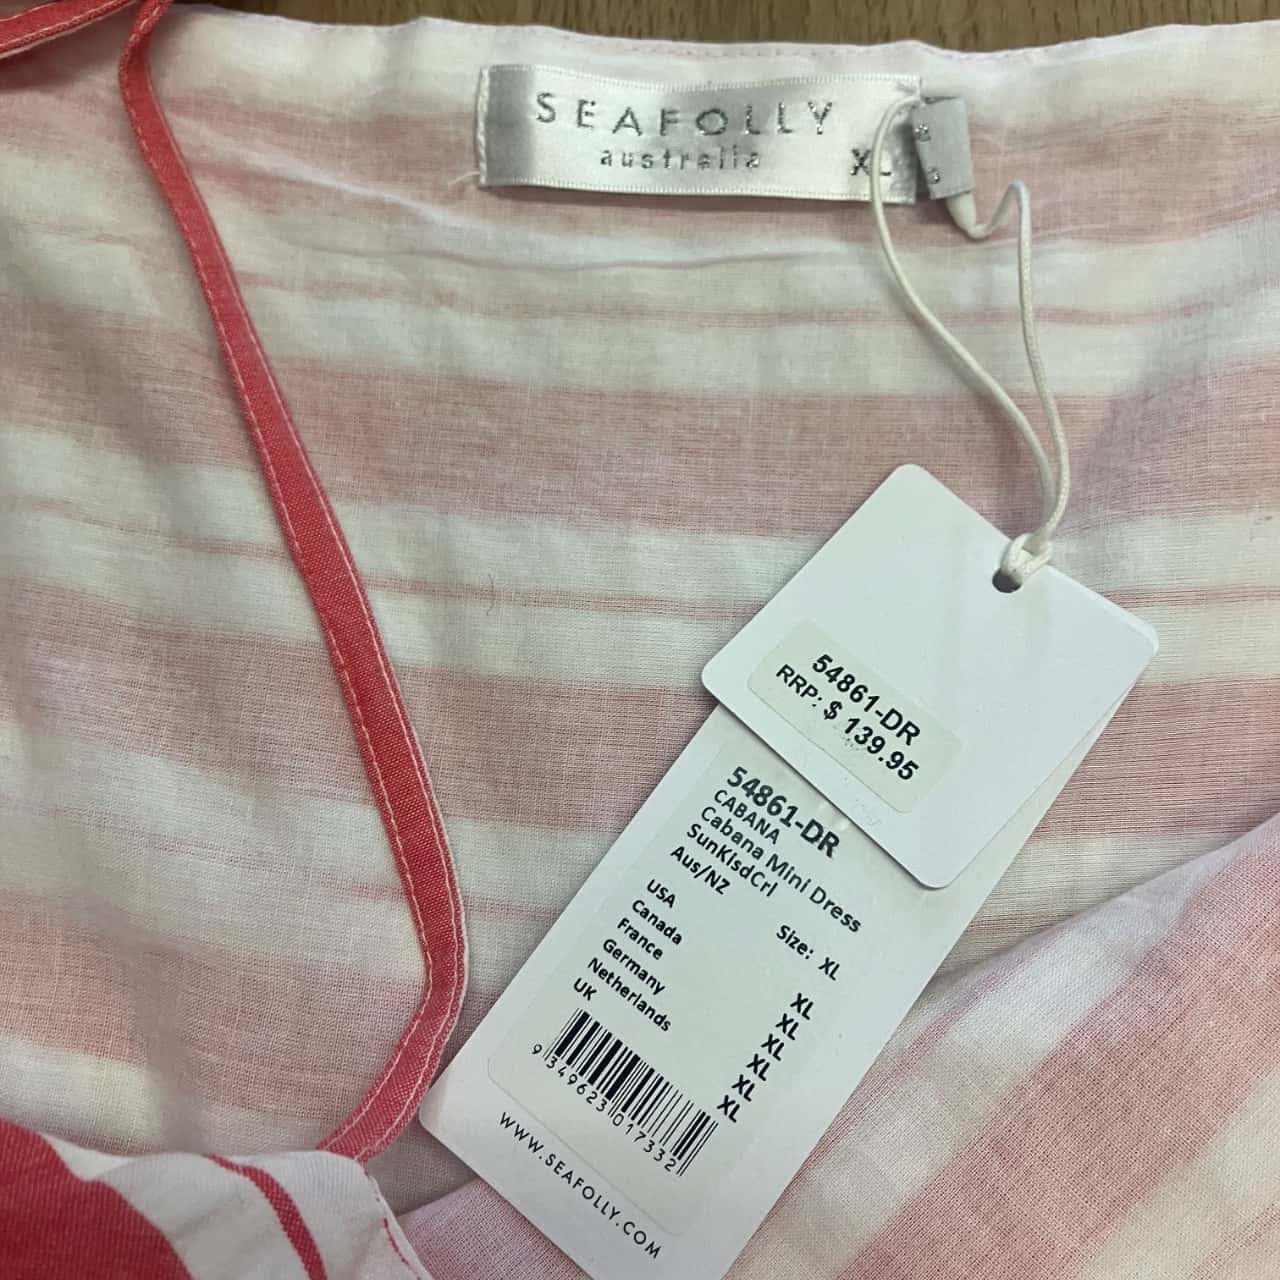 SEAFOLLY
australia
XL
54861-DR
RRP: $ 139.95
54861-DR
CABANA
Cabana Mini Dress
SunKisdCrl
Aus/NZ Size: XL
USA XL
Canada XL
France XL
Germany XL
Netherlands XL
UK XL
9 349623 017332
WWW.SEAFOLLY.COM